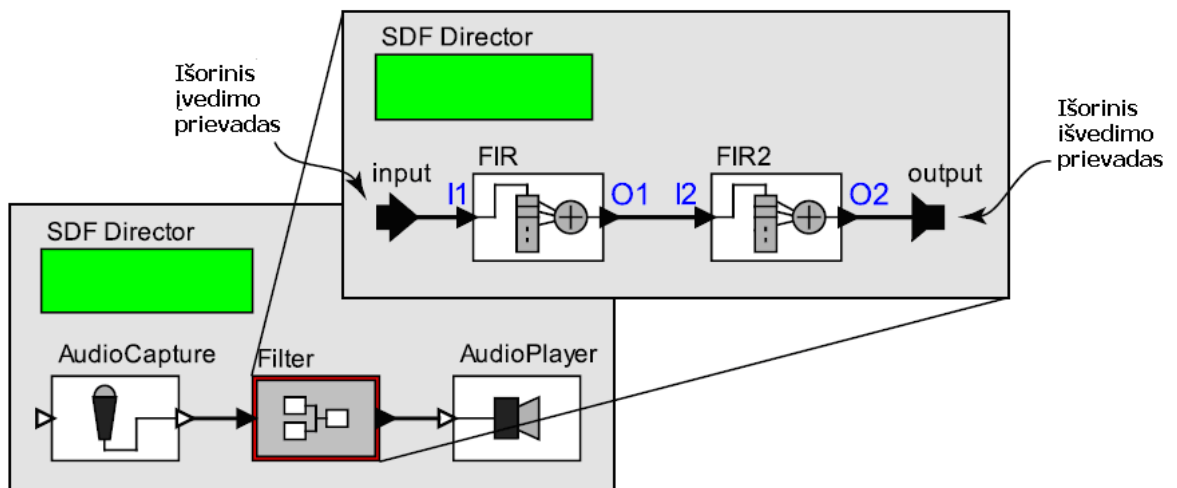 SDF Director
Išorinis
įvedimo
prievadas
Išorinis
išvedimo
prievadas
FIR
FIR2
input
output
I1
O1
I2
O2
SDF Director
AudioCapture
Filter
AudioPlayer